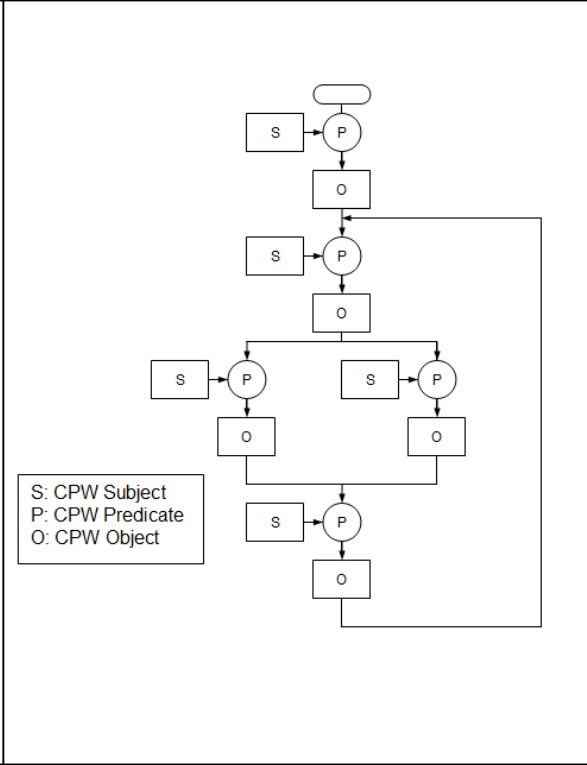 S P
O
S P
O
S P S P
O O
S: CPW Subject
P: CPW Predicate
O: CPW Object
S P
O